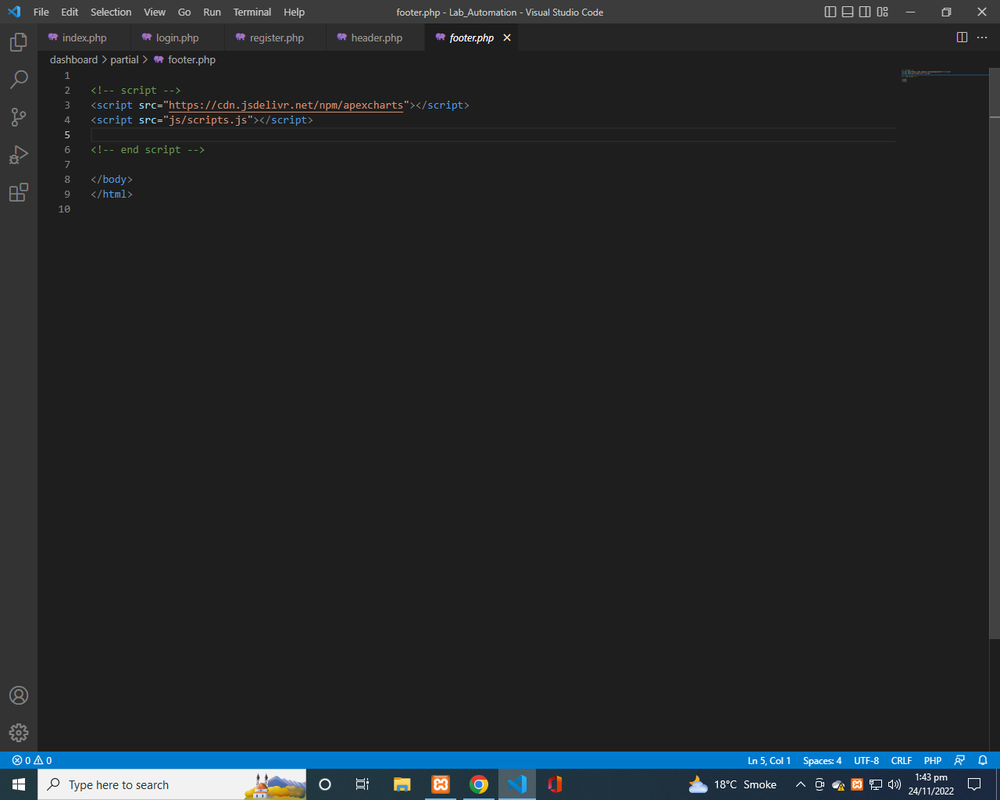 File Edit Selection View Go Run Terminal Help footer.php - Lab_Automation - Visual Studio Code
index.php login.php register.php header.php footer.php
dashboard > partial > footer.php
1
2 <!-- script -->
3 <script src="https://cdn.jsdelivr.net/npm/apexcharts"></script>
4 <script src="js/scripts.js"></script>
5
6 <!-- end script -->
7
8 </body>
9 </html>
10
0 0 Ln 5, Col 1 Spaces: 4 UTF-8 CRLF PHP
Type here to search 18°C Smoke 1:43 pm
24/11/2022